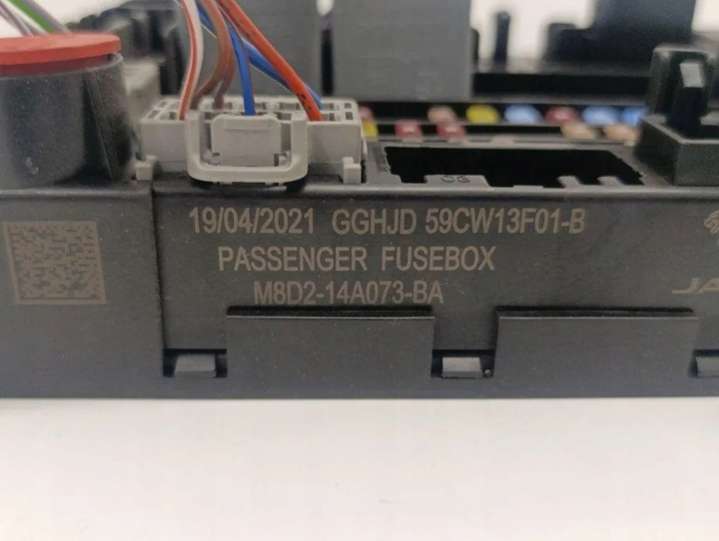 19/04/2021 GGHJD 59CW13F01-B
PASSENGER FUSEBOX
M8D2-14A073-BA